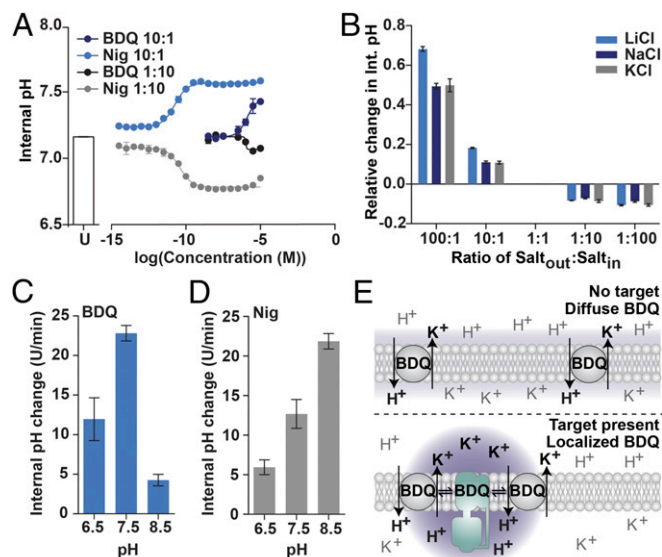 A
8.0
7.5
7.0
6.5
Internal pH
BDQ 10:1
Nig 10:1
BDQ 1:10
Nig 1:10
U
-15
-10
-5
0
log(Concentration (M))
B
0.8
0.6
0.4
0.2
0.0
-0.2
Relative change in Int. pH
LiCl
NaCl
KCl
100:1
10:1
1:1
1:10
1:100
Ratio of Saltout:Saltin
C
BDQ
25
20
15
10
5
0
Internal pH change (U/min)
6.5 7.5 8.5
pH
D
Nig
25
20
15
10
5
0
Internal pH change (U/min)
6.5 7.5 8.5
pH
E
No target
Diffuse BDQ
H+ H+ H+ H+ H+
K+ K+
BDQ BDQ
H+ H+
K+ K+ K+ K+
Target present
Localized BDQ
H+ H+ H+ H+
K+ K+ K+ K+ K+
BDQ BDQ BDQ
H+ H+ H+ H+
K+ K+